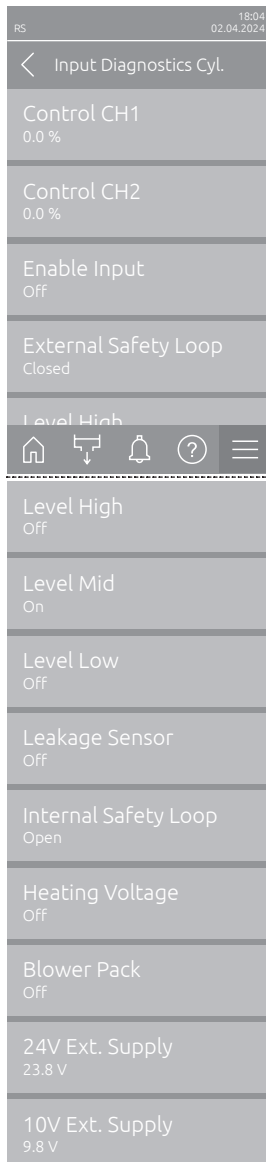 18:04
RS 02.04.2024
Input Diagnostics Cyl.
Control CH1
0.0 %
Control CH2
0.0 %
Enable Input
Off
External Safety Loop
Closed
Level High
Level High
Off
Level Mid
On
Level Low
Off
Leakage Sensor
Off
Internal Safety Loop
Open
Heating Voltage
Off
Blower Pack
Off
24V Ext. Supply
23.8 V
10V Ext. Supply
9.8 V